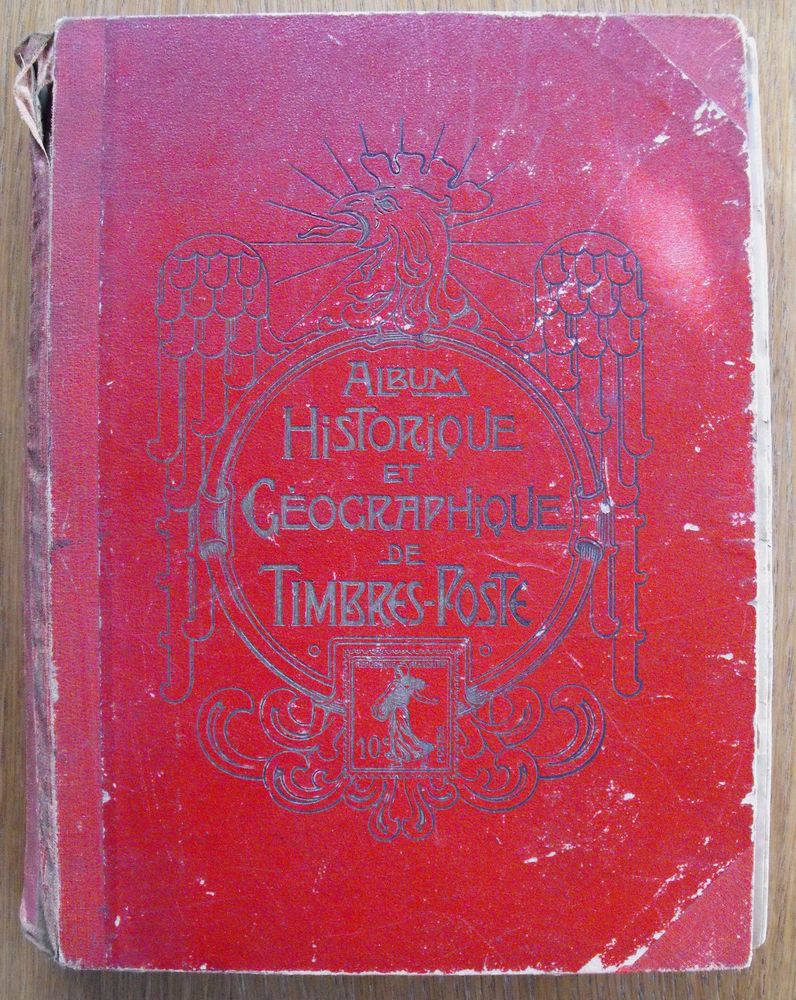 ALBUM
HISTORIQUE
ET
GÉOGRAPHIQUE
DE
TIMBRES-POSTE
10c